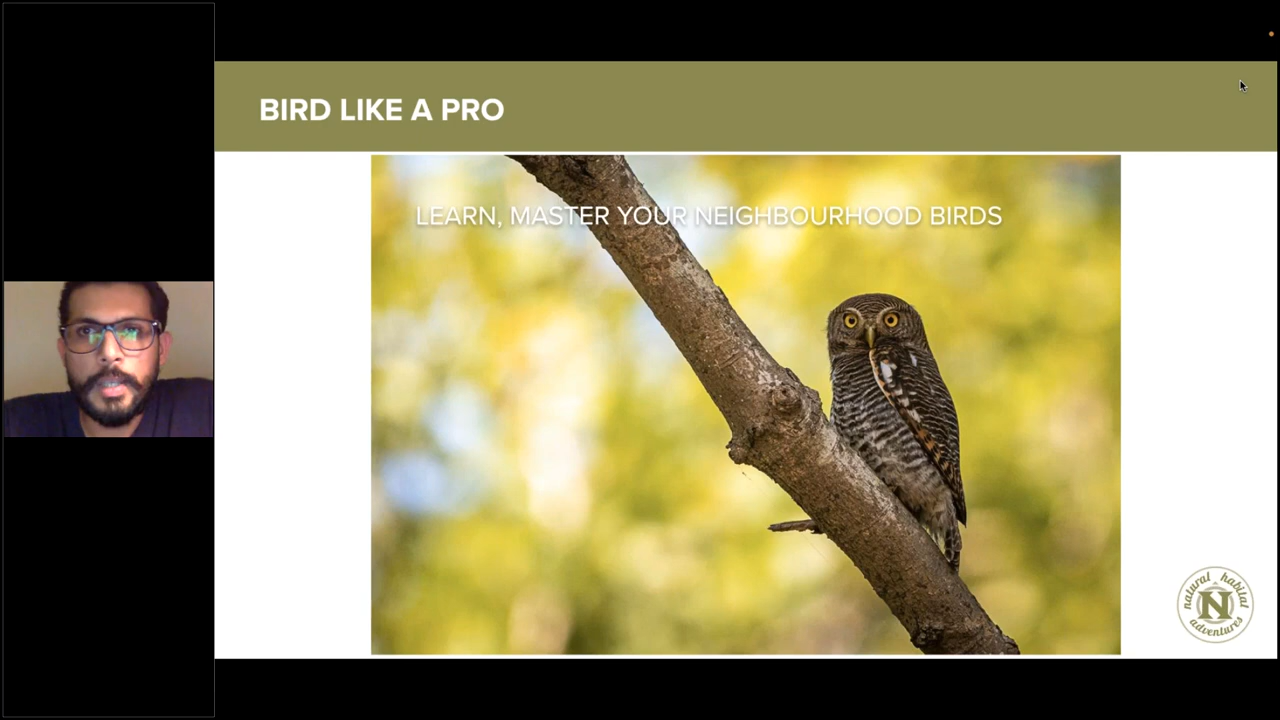 BIRD LIKE A PRO
LEARN, MASTER YOUR NEIGHBOURHOOD BIRDS
natural habitat
N
adventures